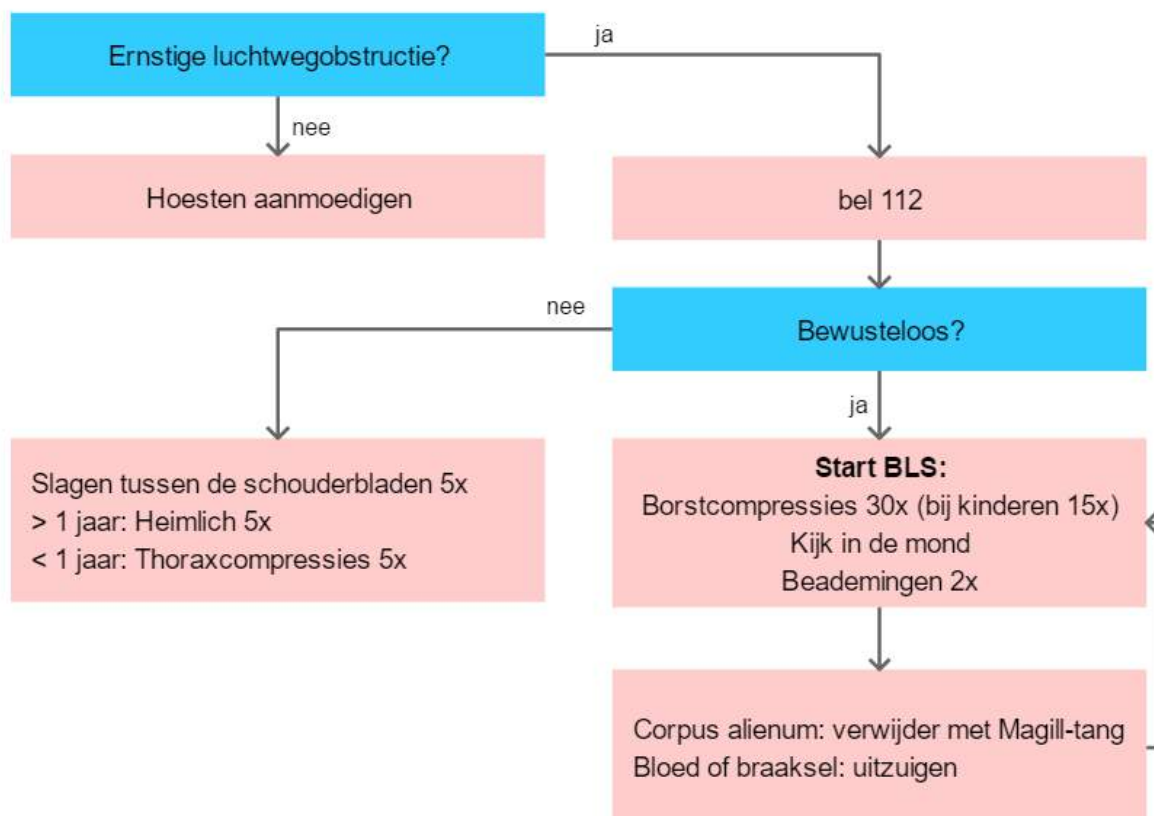 Ernstige luchtwegobstructie?
ja
nee
Hoesten aanmoedigen
bel 112
nee
Bewusteloos?
ja
Slagen tussen de schouderbladen 5x
> 1 jaar: Heimlich 5x
< 1 jaar: Thoraxcompressies 5x
Start BLS:
Borstcompressies 30x (bij kinderen 15x)
Kijk in de mond
Beademingen 2x
Corpus alienum: verwijder met Magill-tang
Bloed of braaksel: uitzuigen